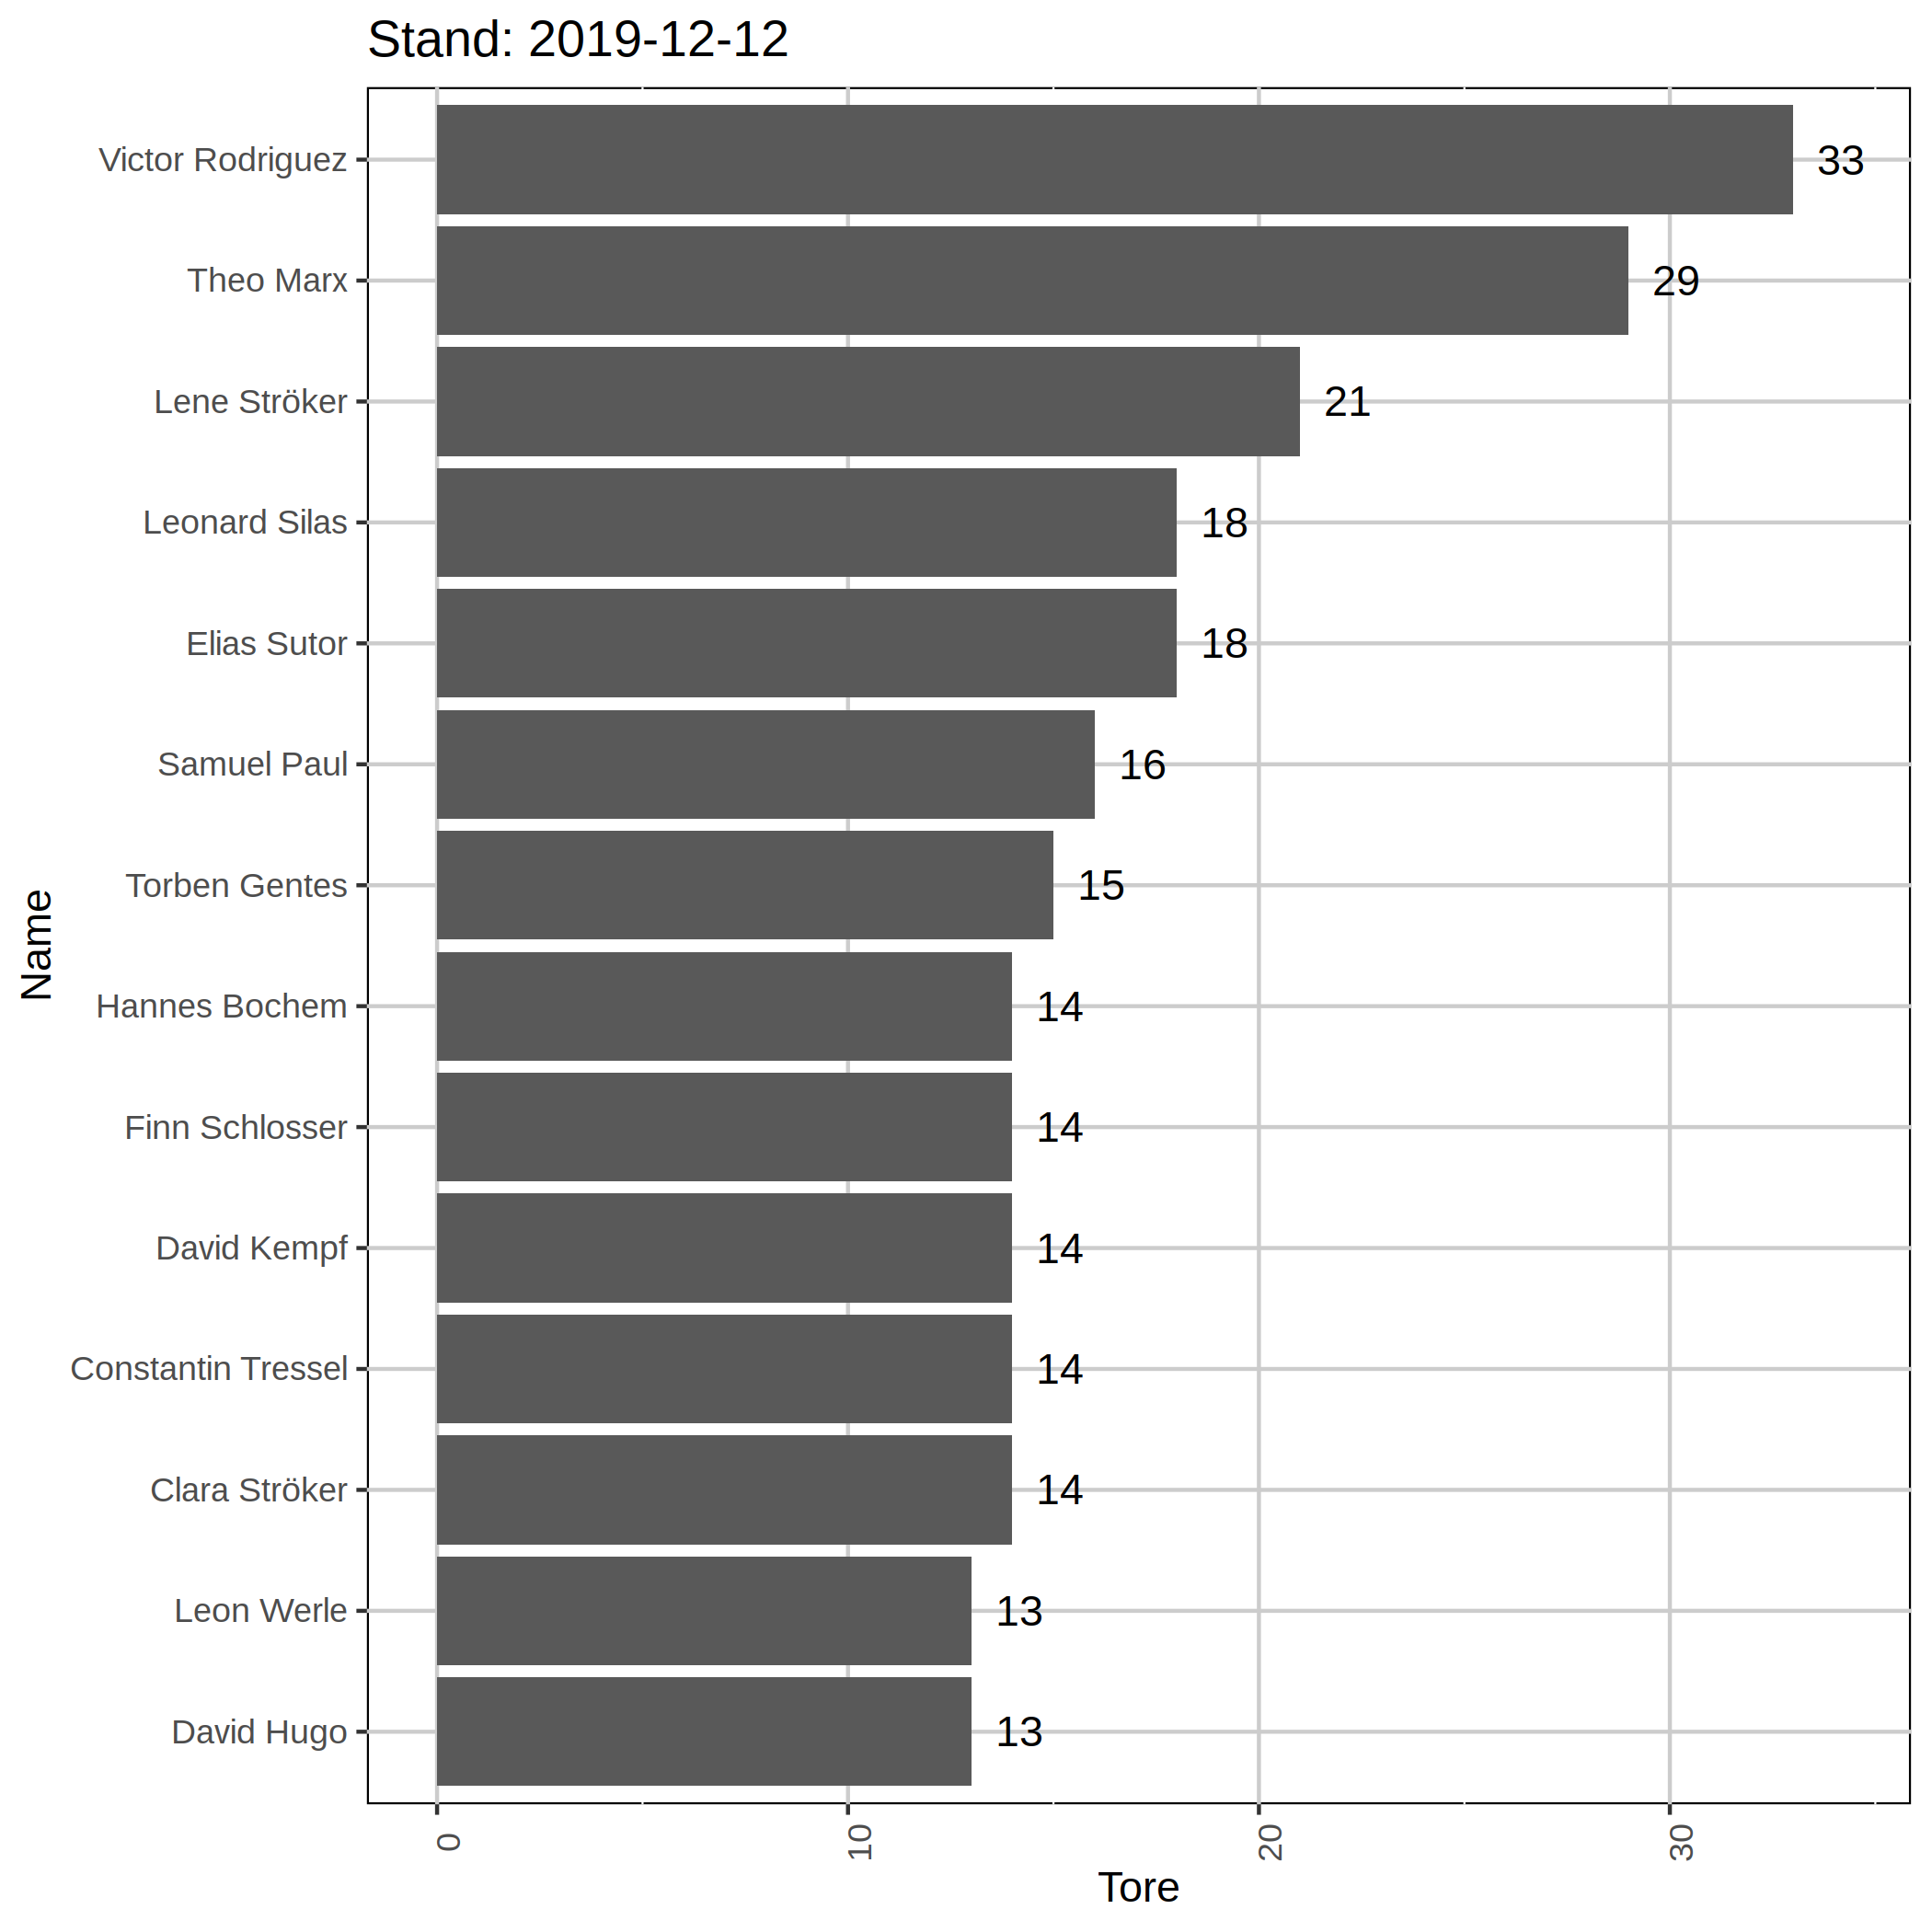 Stand: 2019-12-12
Name
Victor Rodriguez 33
Theo Marx 29
Lene Ströker 21
Leonard Silas 18
Elias Sutor 18
Samuel Paul 16
Torben Gentes 15
Hannes Bochem 14
Finn Schlosser 14
David Kempf 14
Constantin Tressel 14
Clara Ströker 14
Leon Werle 13
David Hugo 13
0 10 20 30
Tore